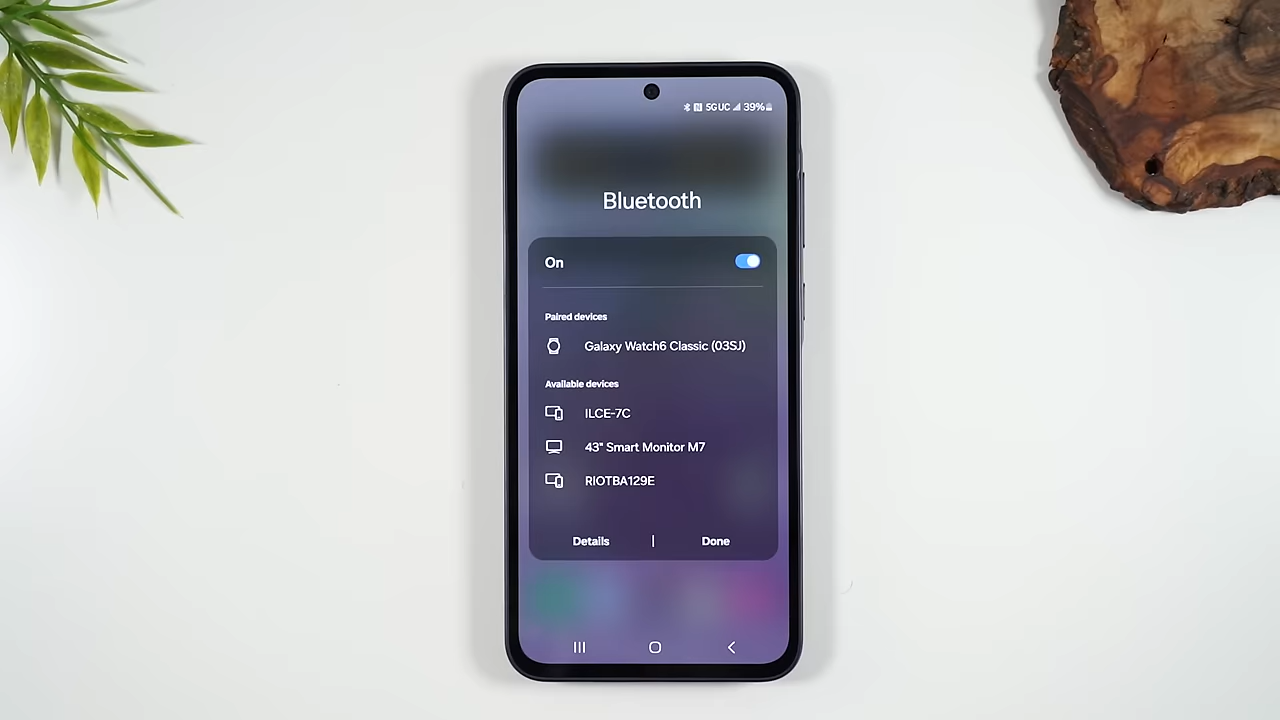 5G UC 39%
Bluetooth
On
Paired devices
Galaxy Watch6 Classic (03SJ)
Available devices
ILCE-7C
43" Smart Monitor M7
RIOTBA129E
Details | Done